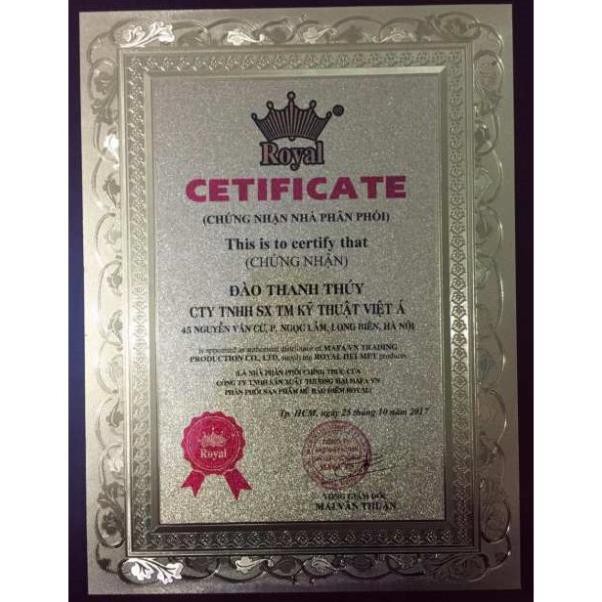 Royal
CETIFICATE
(CHỨNG NHẬN NHÀ PHÂN PHỐI)
This is to certify that
(CHỨNG NHẬN)
ĐÀO THANH THÚY
CTY TNHH SX TM KỸ THUẬT VIỆT Á
45 NGUYỄN VĂN CỪ, P. NGỌC LÂM, LONG BIÊN, HÀ NỘI
is appointed as authorized distributor of MAFA VN TRADING
PRODUCTION CO., LTD, supplying ROYAL HELMET products
(LÀ NHÀ PHÂN PHỐI CHÍNH THỨC CỦA
CÔNG TY TNHH SẢN XUẤT THƯƠNG MẠI MAFA VN
PHÂN PHỐI SẢN PHẨM MŨ BẢO HIỂM ROYAL)
Tp. HCM, ngày 25 tháng 10 năm 2017
Royal
GIÁM ĐỐC
MAI VĂN THUẬN